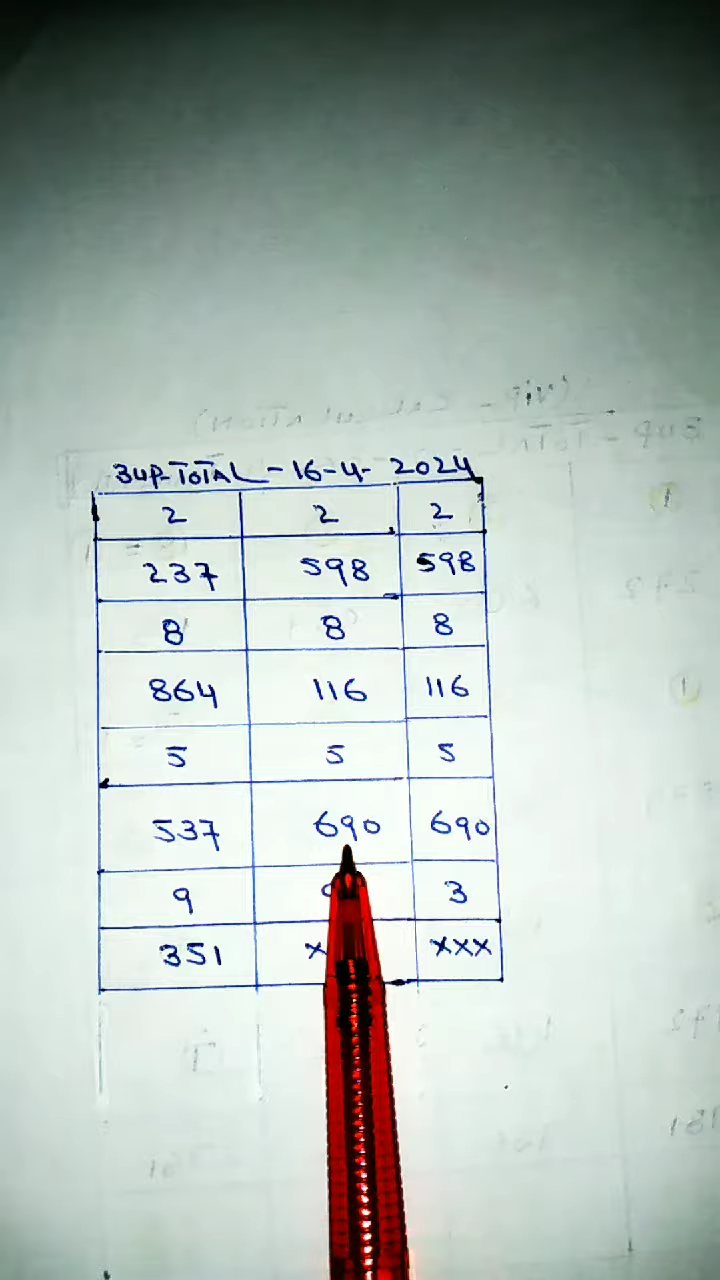 3UP-TOTAL-16-4-2024
2 2 2
237 598 598
8 8 8
864 116 116
5 5 5
537 690 690
9 3
351 XXX